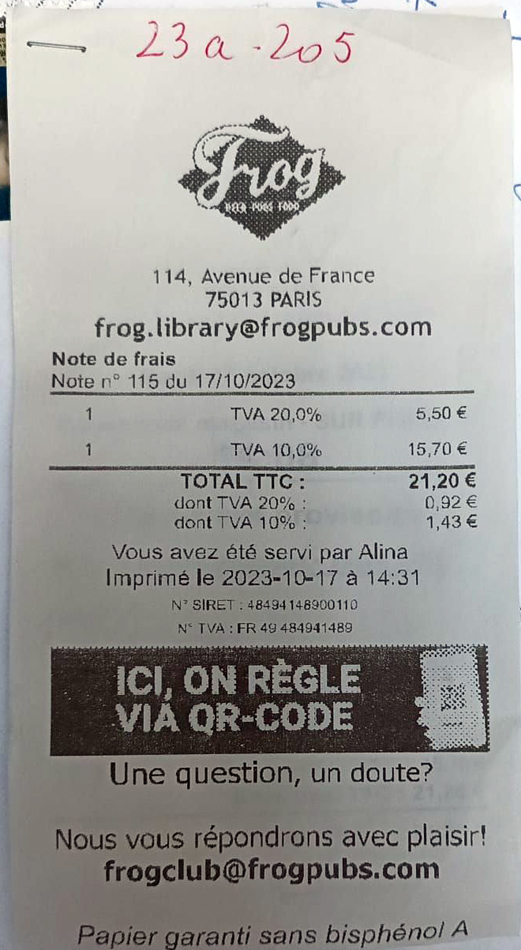 23a-205
Frog
BEER PUBS FOOD
114, Avenue de France
75013 PARIS
frog.library@frogpubs.com
Note de frais
Note n° 115 du 17/10/2023
1 TVA 20,0% 5,50 €
1 TVA 10,0% 15,70 €
TOTAL TTC : 21,20 €
dont TVA 20% : 0,92 €
dont TVA 10% : 1,43 €
Vous avez été servi par Alina
Imprimé le 2023-10-17 à 14:31
N° SIRET : 48494148900110
N° TVA : FR 49 484941489
ICI, ON RÈGLE
VIA QR-CODE
Une question, un doute?
Nous vous répondrons avec plaisir!
frogclub@frogpubs.com
Papier garanti sans bisphénol A